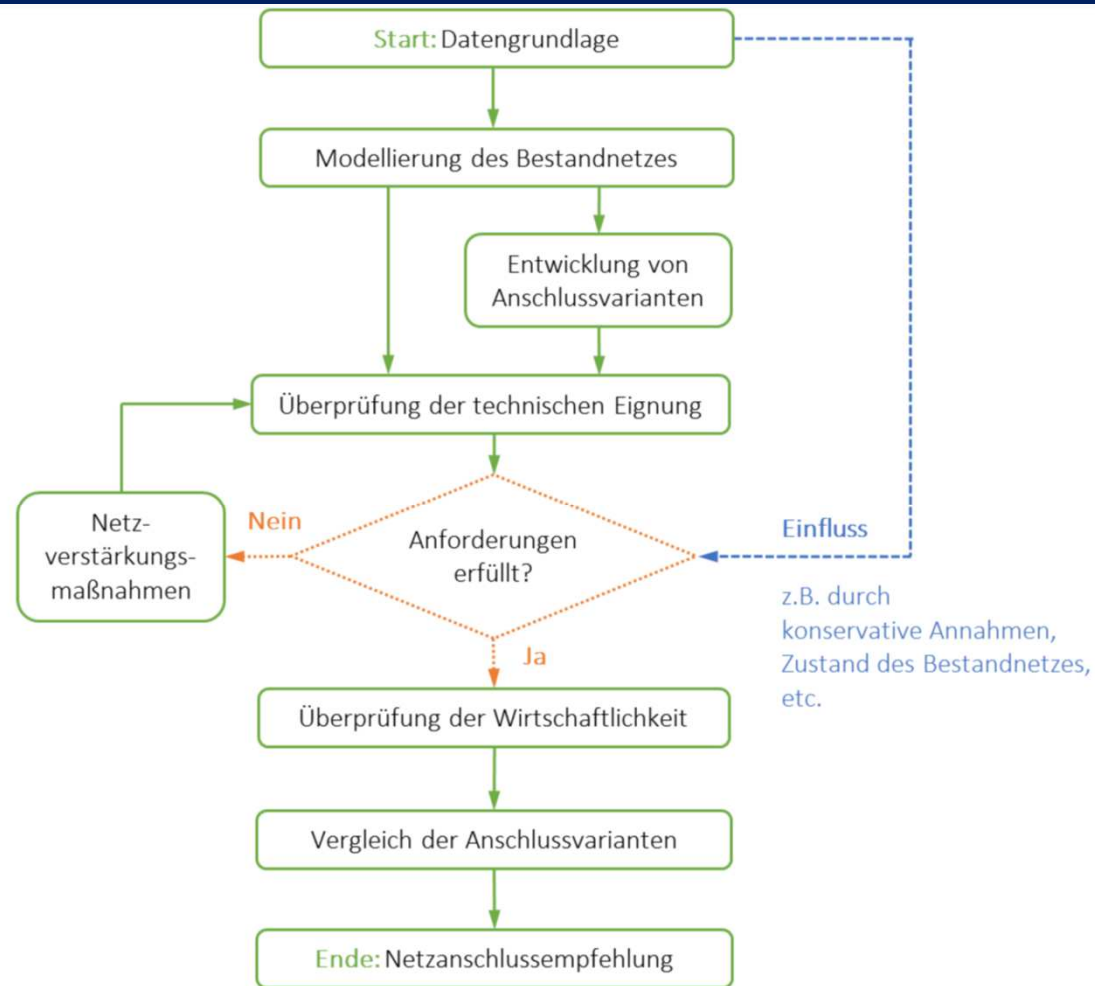 Start: Datengrundlage
Modellierung des Bestandnetzes
Entwicklung von
Anschlussvarianten
Überprüfung der technischen Eignung
Netz-
verstärkungs-
maßnahmen
Nein
Anforderungen
erfüllt?
Einfluss
z.B. durch
konservative Annahmen,
Zustand des Bestandnetzes,
etc.
Ja
Überprüfung der Wirtschaftlichkeit
Vergleich der Anschlussvarianten
Ende: Netzanschlussempfehlung